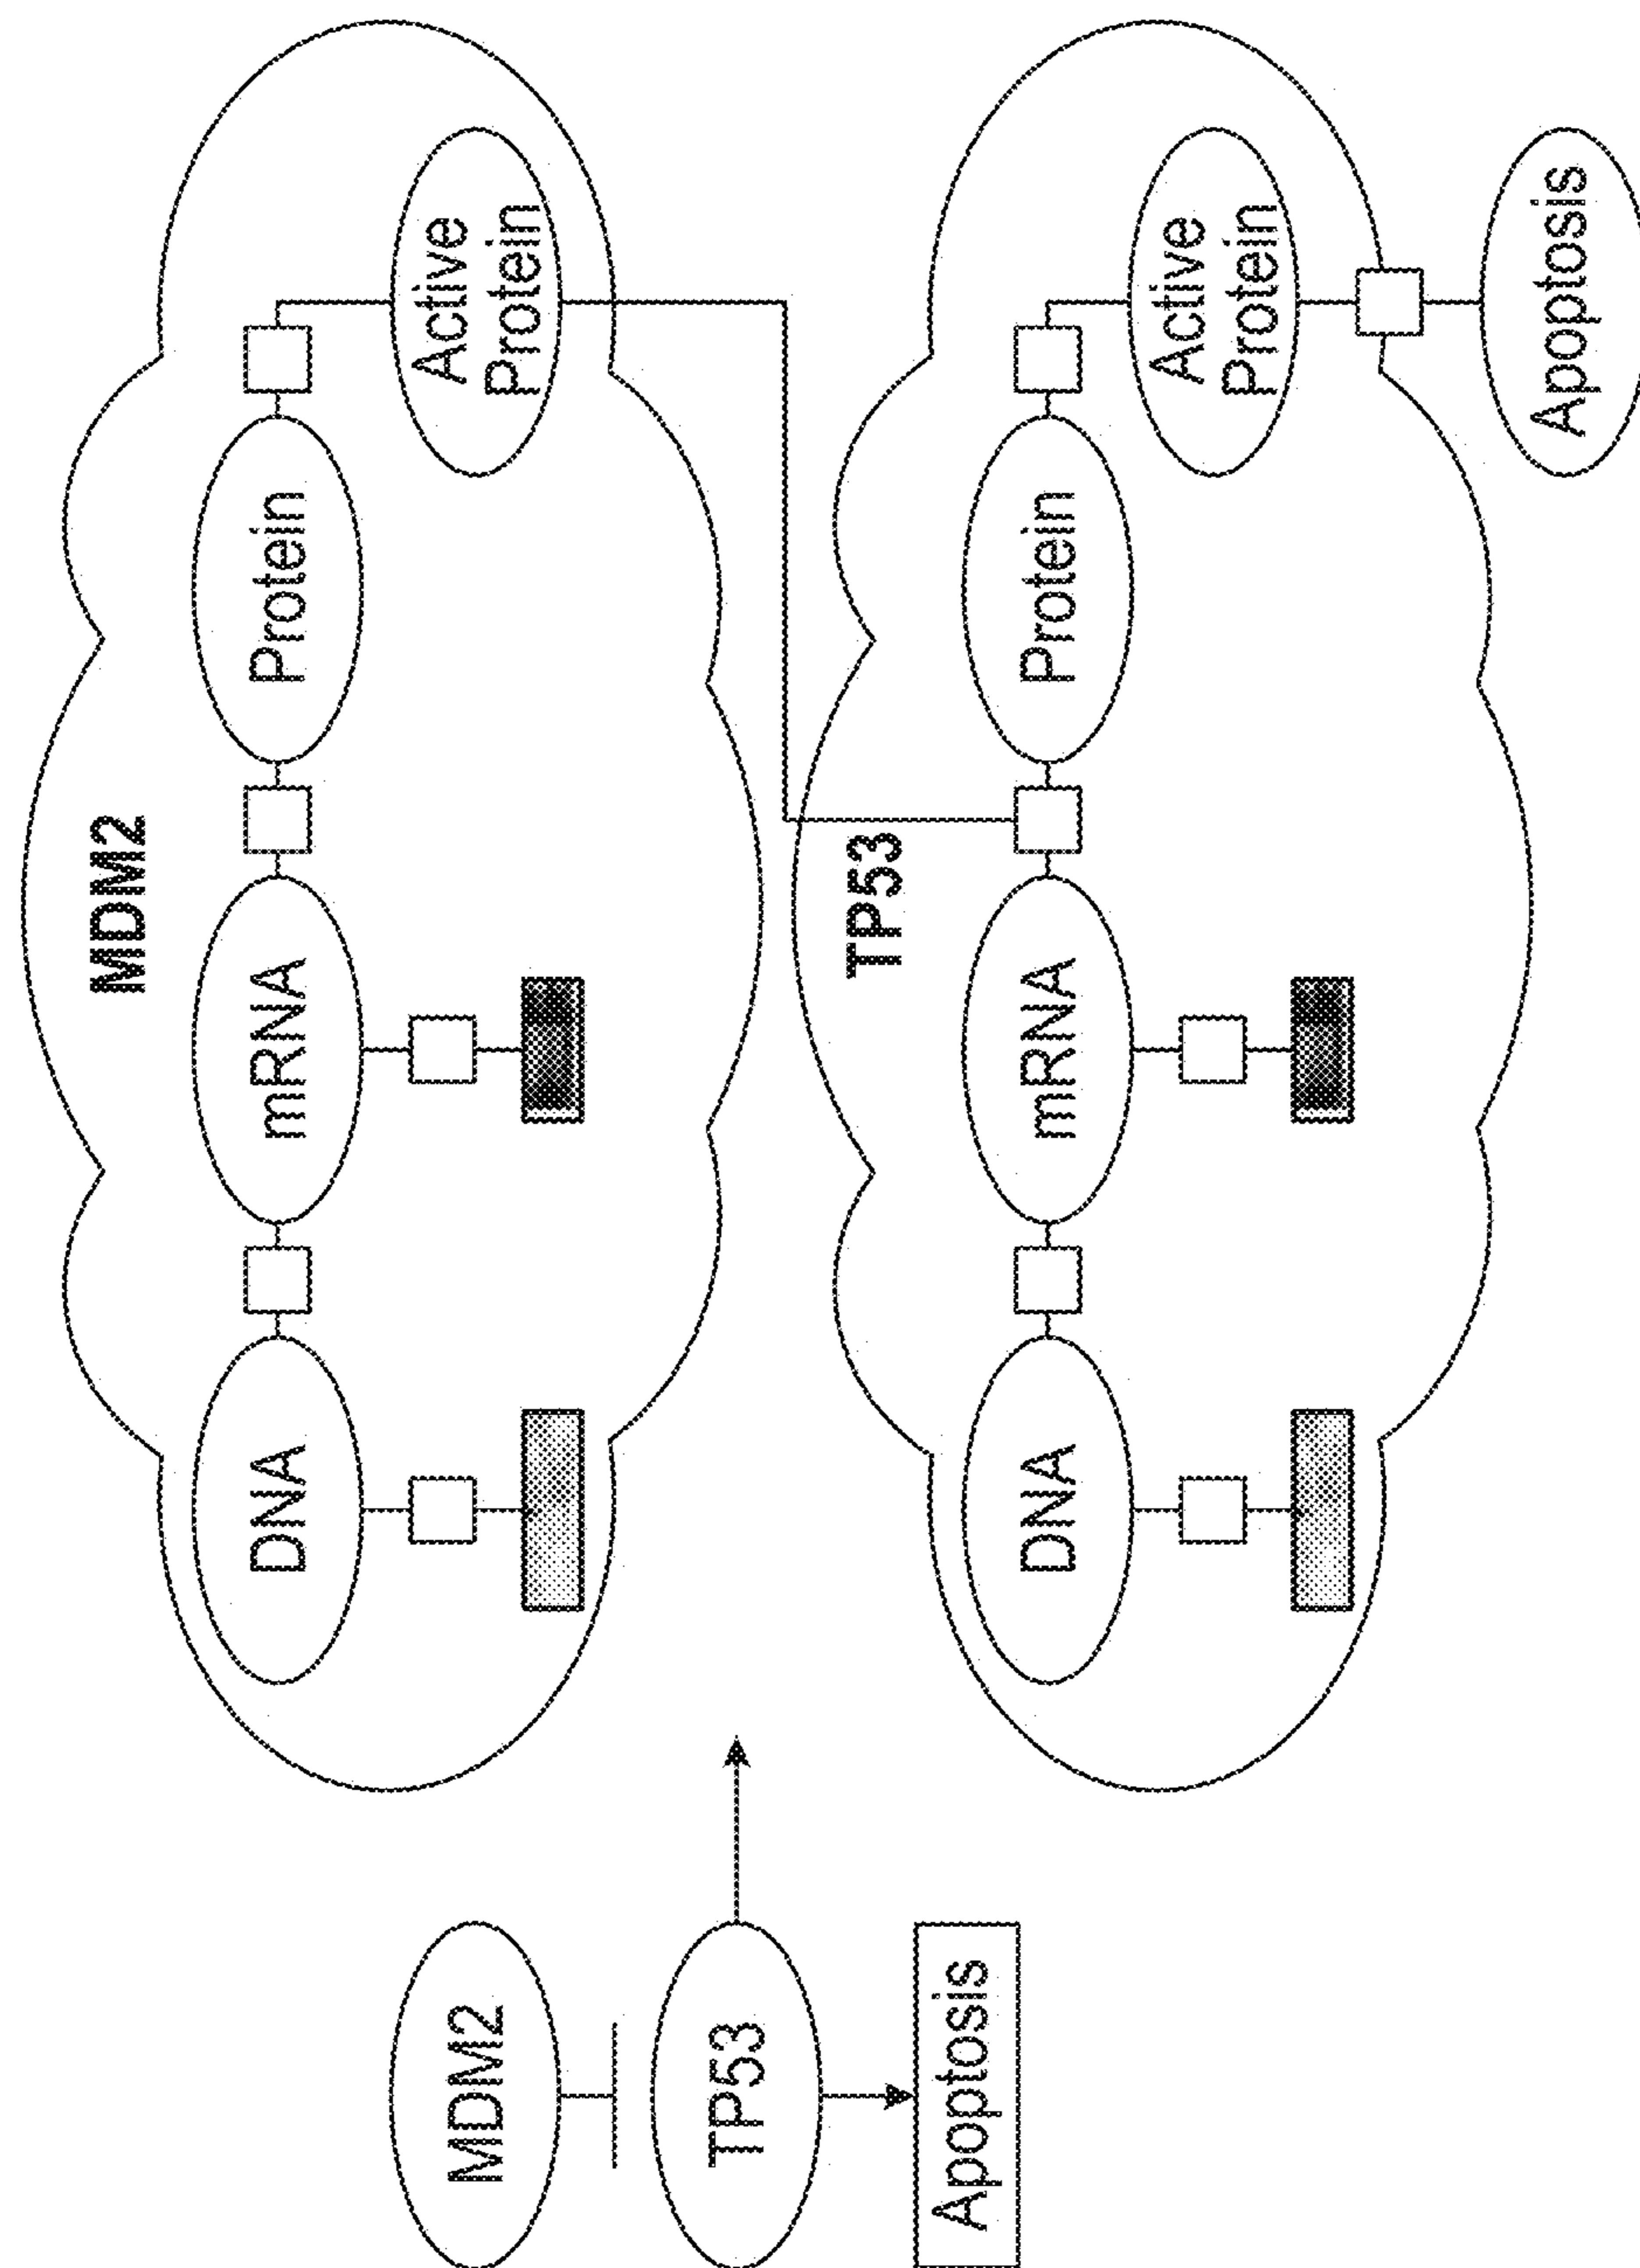 MDM2
TP53
Apoptosis
MDM2
DNA
mRNA
Protein
Active
Protein
TP53
DNA
mRNA
Protein
Active
Protein
Apoptosis